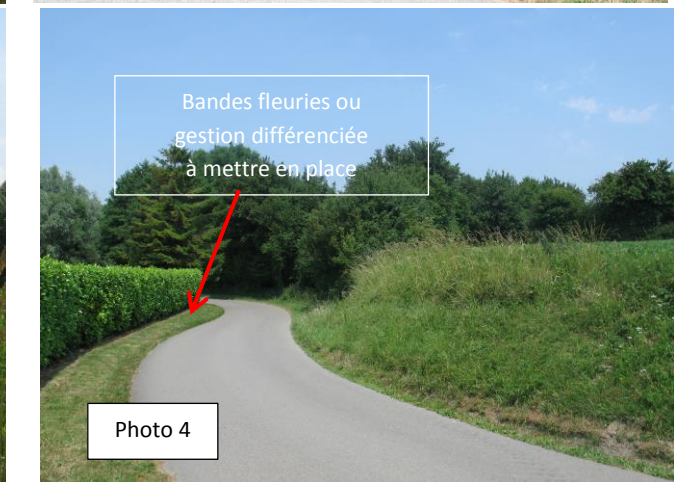 Bandes fleuries ou
gestion différenciée
à mettre en place
Photo 4